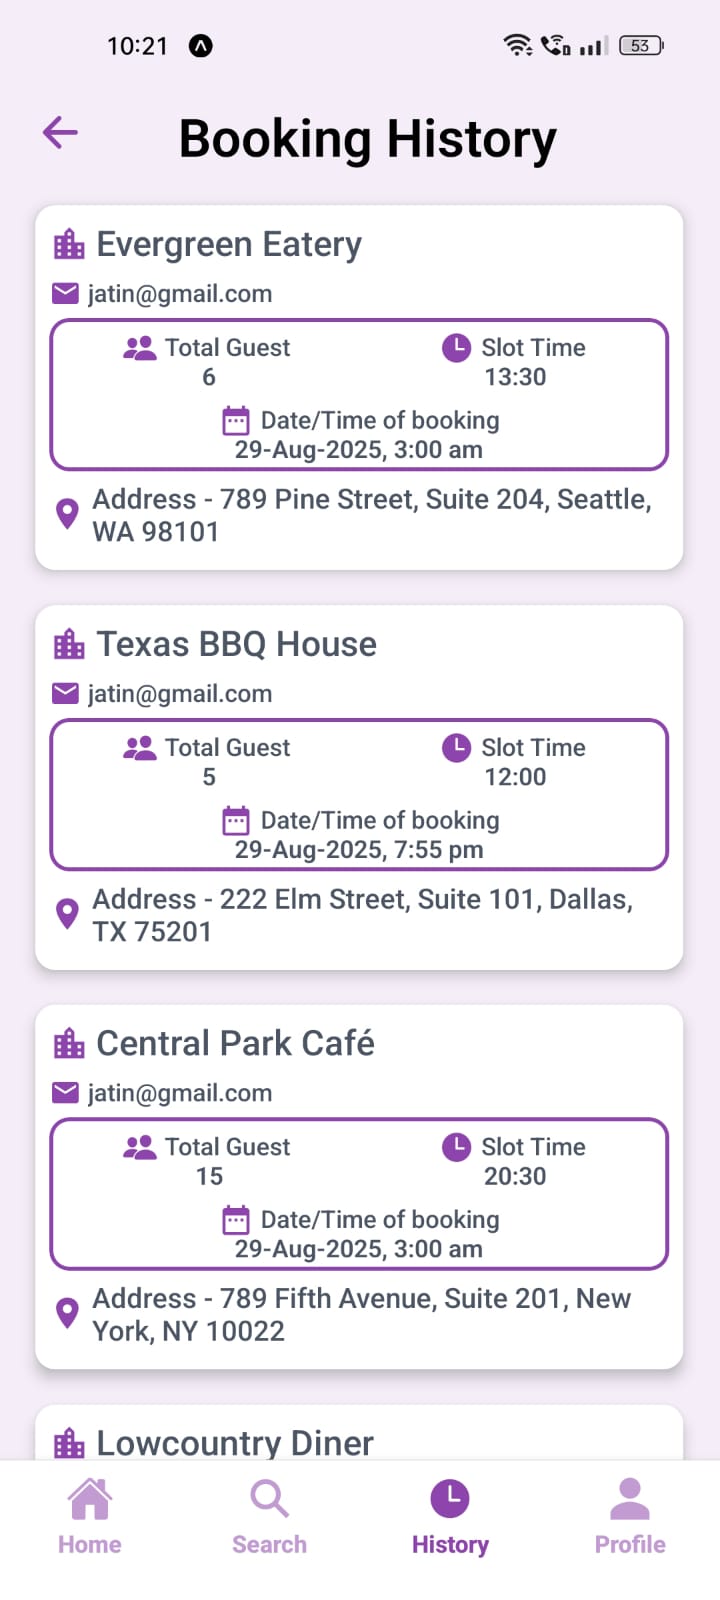 10:21
53
Booking History
Evergreen Eatery
jatin@gmail.com
Total Guest
6
Slot Time
13:30
Date/Time of booking
29-Aug-2025, 3:00 am
Address - 789 Pine Street, Suite 204, Seattle,
WA 98101
Texas BBQ House
jatin@gmail.com
Total Guest
5
Slot Time
12:00
Date/Time of booking
29-Aug-2025, 7:55 pm
Address - 222 Elm Street, Suite 101, Dallas,
TX 75201
Central Park Café
jatin@gmail.com
Total Guest
15
Slot Time
20:30
Date/Time of booking
29-Aug-2025, 3:00 am
Address - 789 Fifth Avenue, Suite 201, New
York, NY 10022
Lowcountry Diner
Home
Search
History
Profile